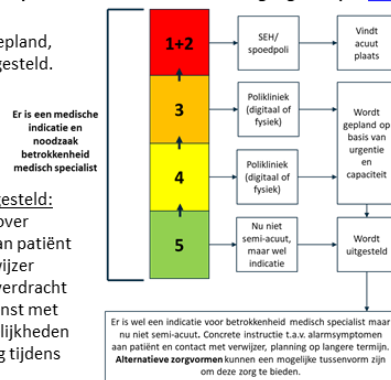 epland,
gesteld.
Er is een medische
indicatie en
noodzaak
betrokkenheid
medisch specialist
gesteld:
over
an patiënt
wijzer
verdracht
nst met
lijkheden
g tijdens
1+2
SEH/
spoedpoli
Vindt
acuut
plaats
3
Polikliniek
(digitaal of
fysiek)
Wordt
gepland op
basis van
urgentie
en
capaciteit
4
Polikliniek
(digitaal of
fysiek)
5
Nu niet
semi-acuut,
maar wel
indicatie
Wordt
uitgesteld
Er is wel een indicatie voor betrokkenheid medisch specialist maar
nu niet semi-acuut. Concrete instructie t.a.v. alarmsymptomen
aan patiënt en contact met verwijzer, planning op langere termijn.
Alternatieve zorgvormen kunnen een mogelijke tussenvorm zijn
om deze zorg te bieden.